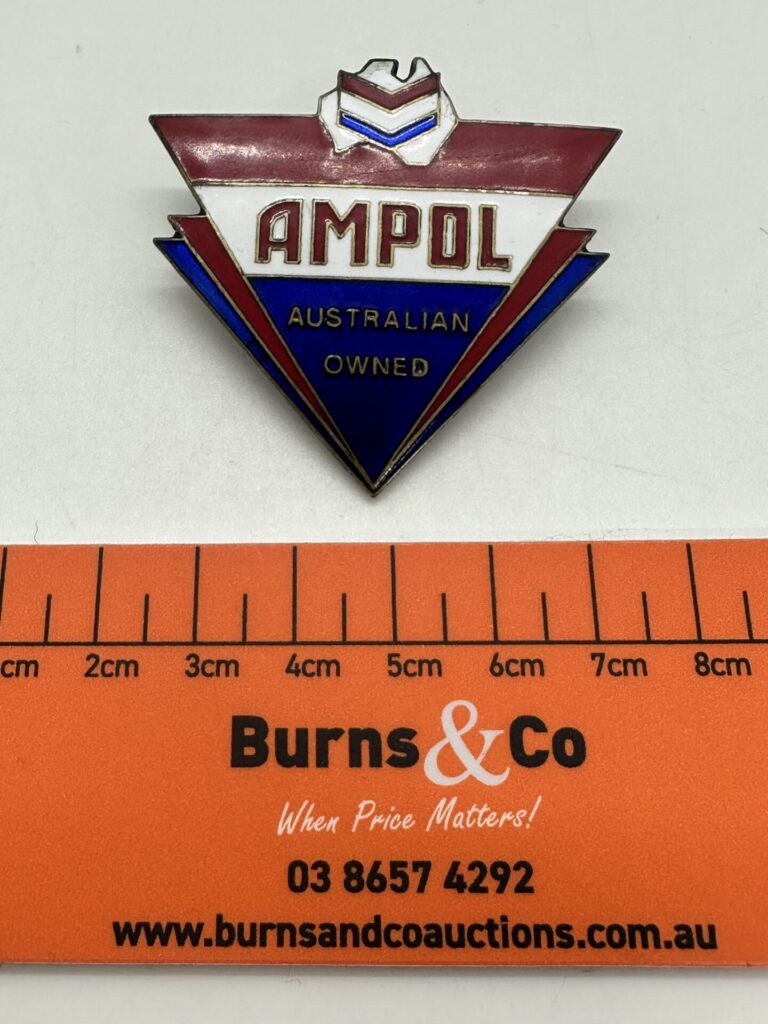 AMPOL
AUSTRALIAN
OWNED
cm 2cm 3cm 4cm 5cm 6cm 7cm 8cm
Burns&Co
When Price Matters!
03 8657 4292
www.burnsandcoauctions.com.au